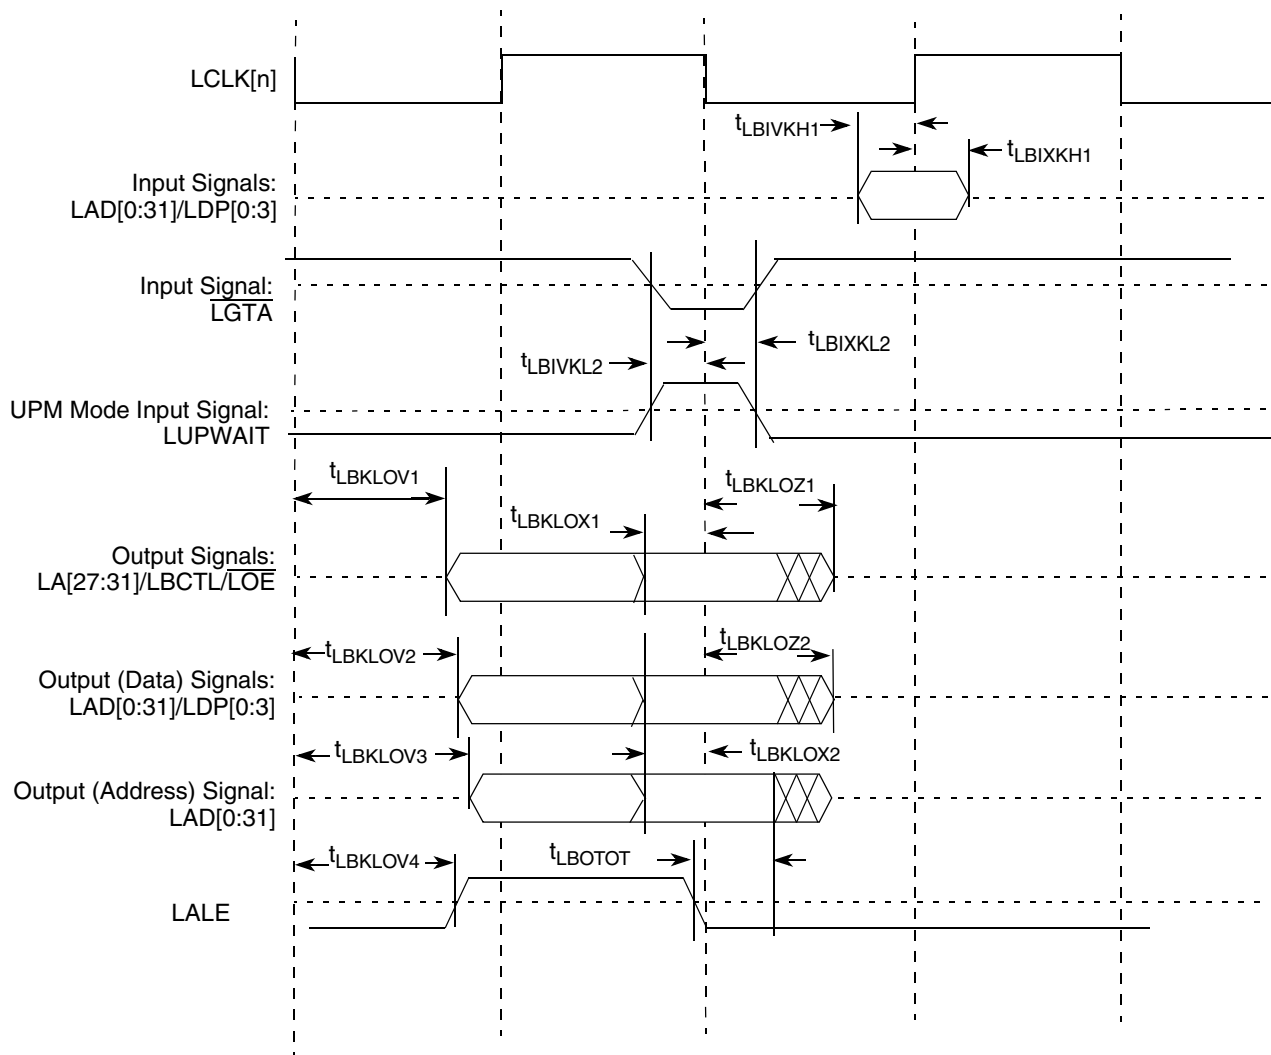 LCLK[n]
tLBIVKH1
tLBIXKH1
Input Signals:
LAD[0:31]/LDP[0:3]
Input Signal:
LGTA
tLBIXKL2
tLBIVKL2
UPM Mode Input Signal:
LUPWAIT
tLBKLOV1
tLBKLOZ1
tLBKLOX1
Output Signals:
LA[27:31]/LBCTL/LOE
tLBKLOV2
tLBKLOZ2
Output (Data) Signals:
LAD[0:31]/LDP[0:3]
tLBKLOV3
tLBKLOX2
Output (Address) Signal:
LAD[0:31]
tLBKLOV4
tLBOTOT
LALE